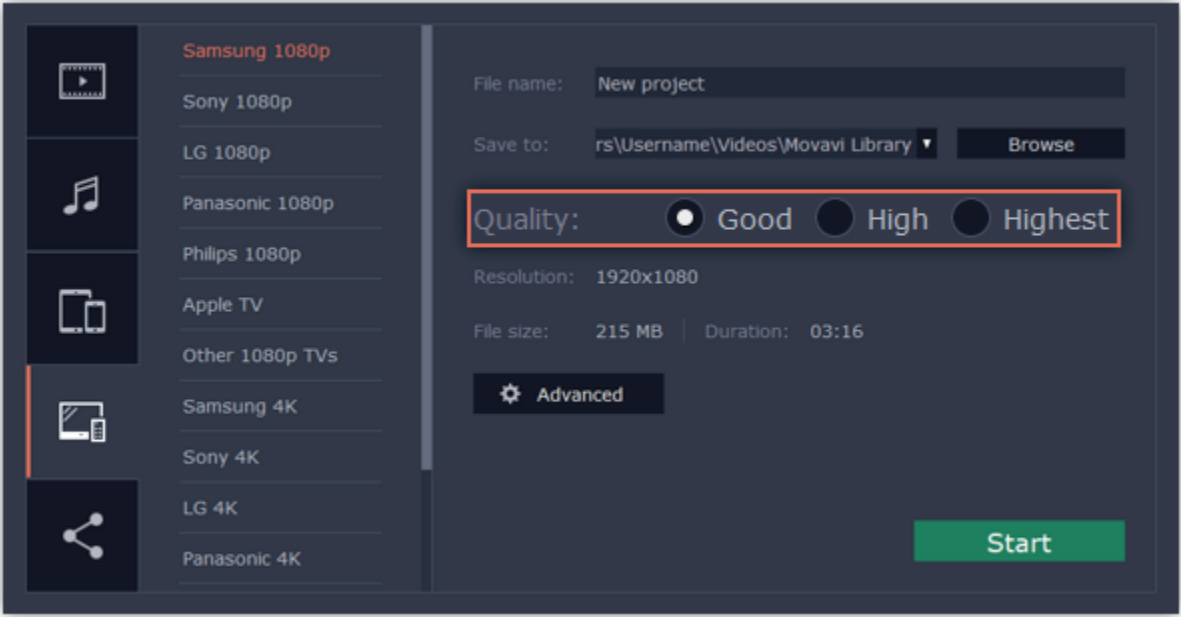 Samsung 1080p
Sony 1080p
LG 1080p
Panasonic 1080p
Philips 1080p
Apple TV
Other 1080p TVs
Samsung 4K
Sony 4K
LG 4K
Panasonic 4K
File name: New project
Save to: rs\Username\Videos\Movavi Library Browse
Quality: Good High Highest
Resolution: 1920x1080
File size: 215 MB Duration: 03:16
Advanced
Start